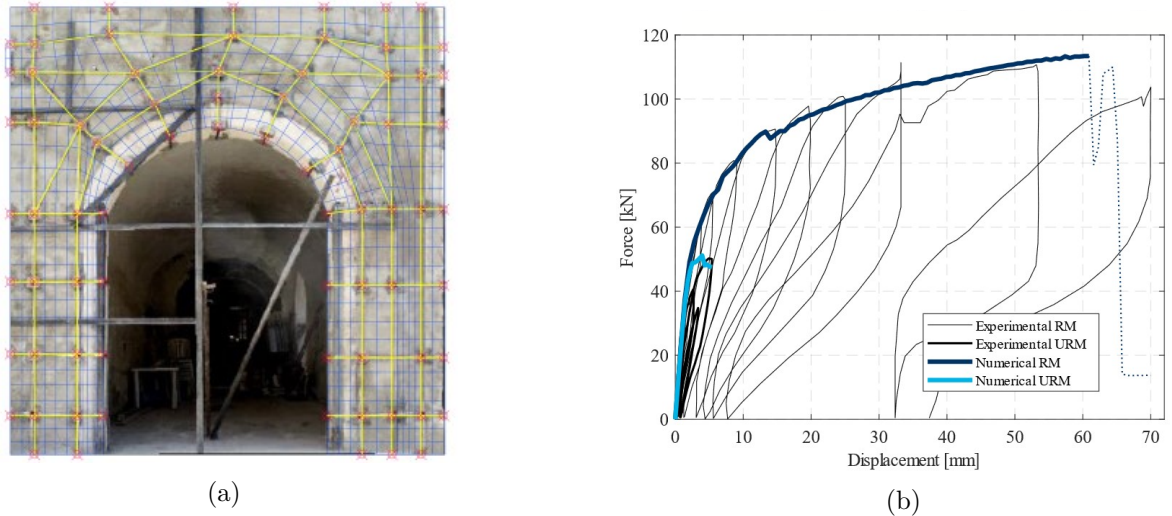 120
100
80
60
40
20
0
Force [kN]
Experimental RM
Experimental URM
Numerical RM
Numerical URM
0 10 20 30 40 50 60 70
Displacement [mm]
(a)
(b)